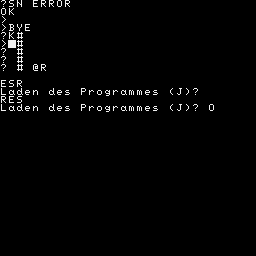 ?SN ERROR
OK
>
>BYE
?K#
>█#
? #
? #
? # @R
ESR
Laden des Programmes (J)?
RES
Laden des Programmes (J)? O